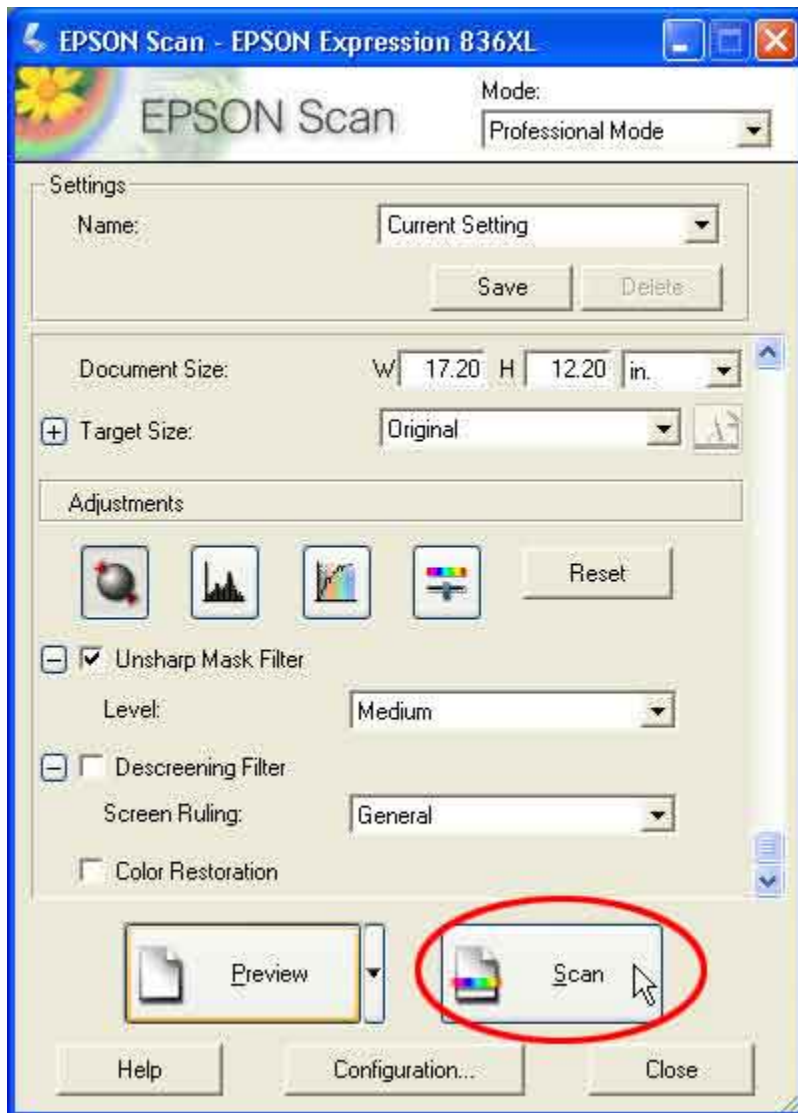 EPSON Scan - EPSON Expression 836XL
EPSON Scan
Mode:
Professional Mode
Settings
Name:
Current Setting
Save
Delete
Document Size:
W 17.20 H 12.20 in.
Target Size:
Original
Adjustments
Reset
Unsharp Mask Filter
Level:
Medium
Descreening Filter
Screen Ruling:
General
Color Restoration
Preview
Scan
Help
Configuration...
Close